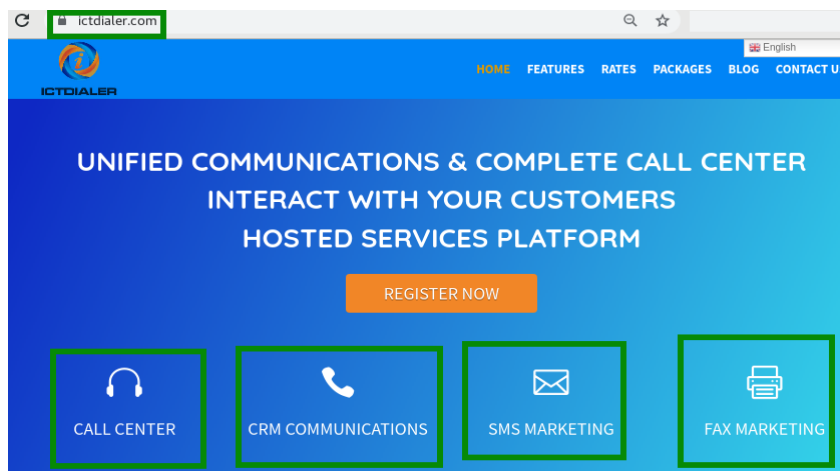 ictdialer.com
English
ICTDIALER
HOME FEATURES RATES PACKAGES BLOG CONTACT U
UNIFIED COMMUNICATIONS & COMPLETE CALL CENTER
INTERACT WITH YOUR CUSTOMERS
HOSTED SERVICES PLATFORM
REGISTER NOW
CALL CENTER CRM COMMUNICATIONS SMS MARKETING FAX MARKETING